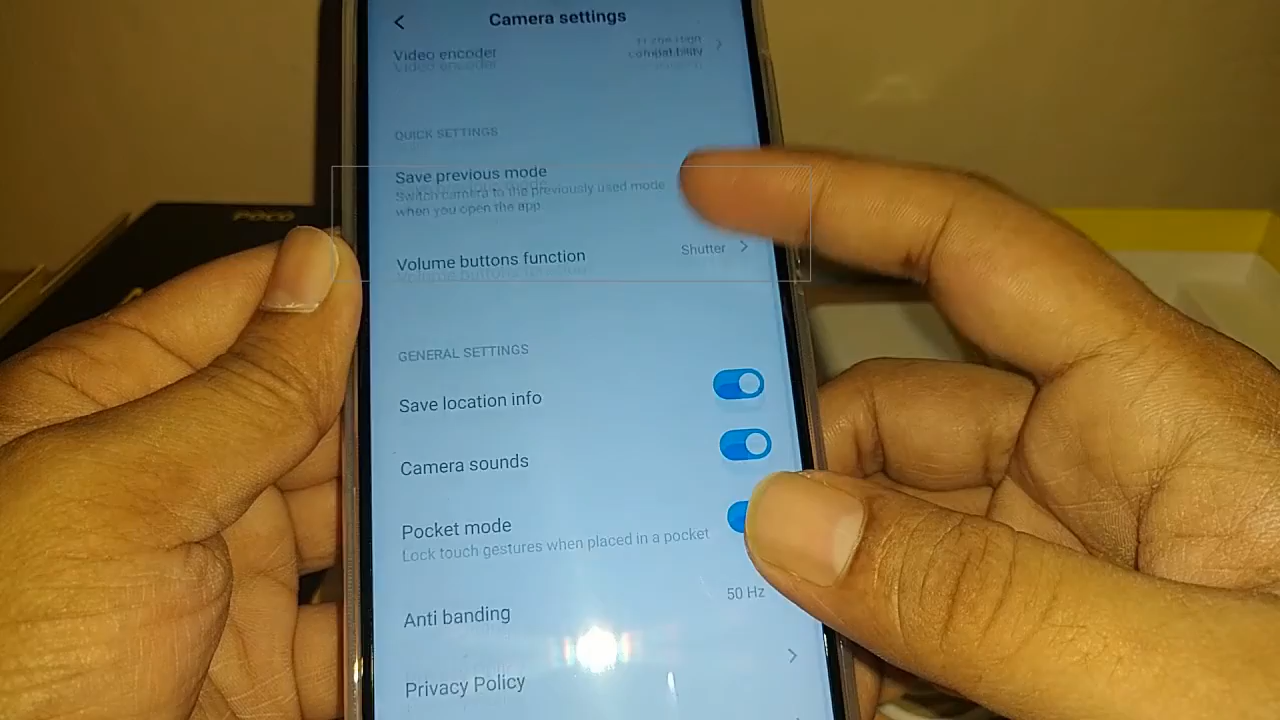 Camera settings
Video encoder
compatibility
QUICK SETTINGS
Save previous mode
Switch camera to the previously used mode
when you open the app
Volume buttons function
Shutter
GENERAL SETTINGS
Save location info
Camera sounds
Pocket mode
Lock touch gestures when placed in a pocket
Anti banding
50 Hz
Privacy Policy
POCO